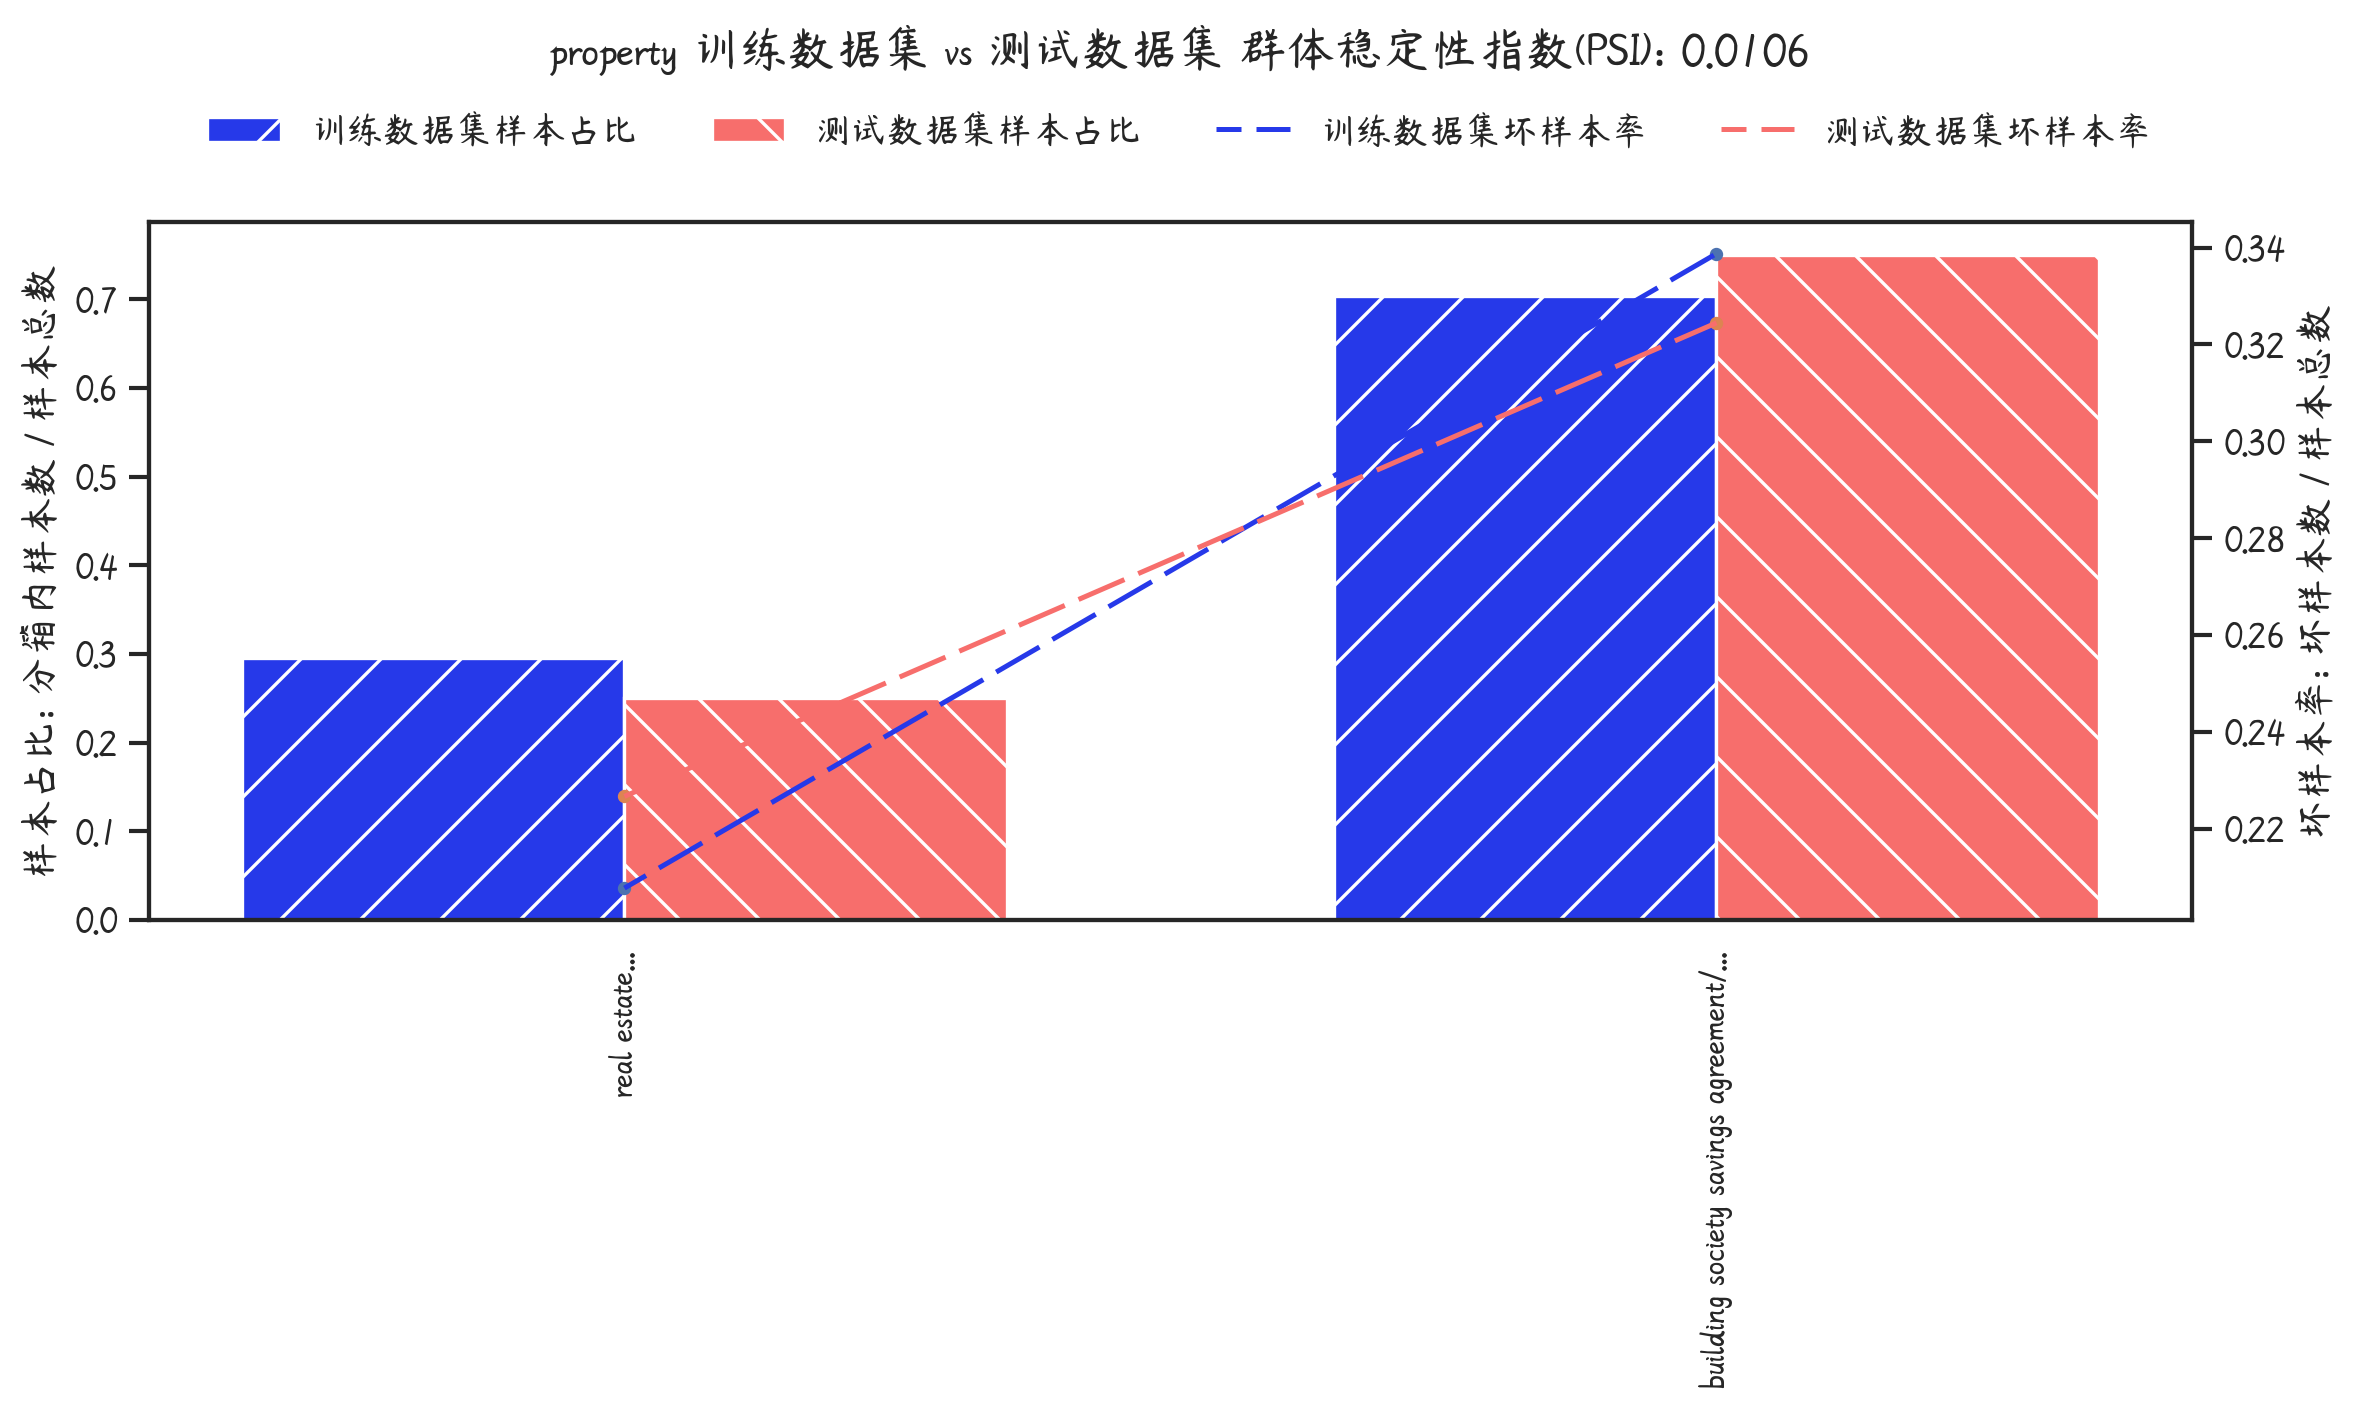 property 训练数据集 vs 测试数据集 群体稳定性指数(PSI): 0.0106
训练数据集样本占比 测试数据集样本占比 训练数据集坏样本率 测试数据集坏样本率
样本占比: 分箱内样本数 / 样本总数
0.7
0.6
0.5
0.4
0.3
0.2
0.1
0.0
0.34
0.32
0.30
0.28
0.26
0.24
0.22
坏样本率: 坏样本数 / 样本总数
real estate...
building society savings agreement/...